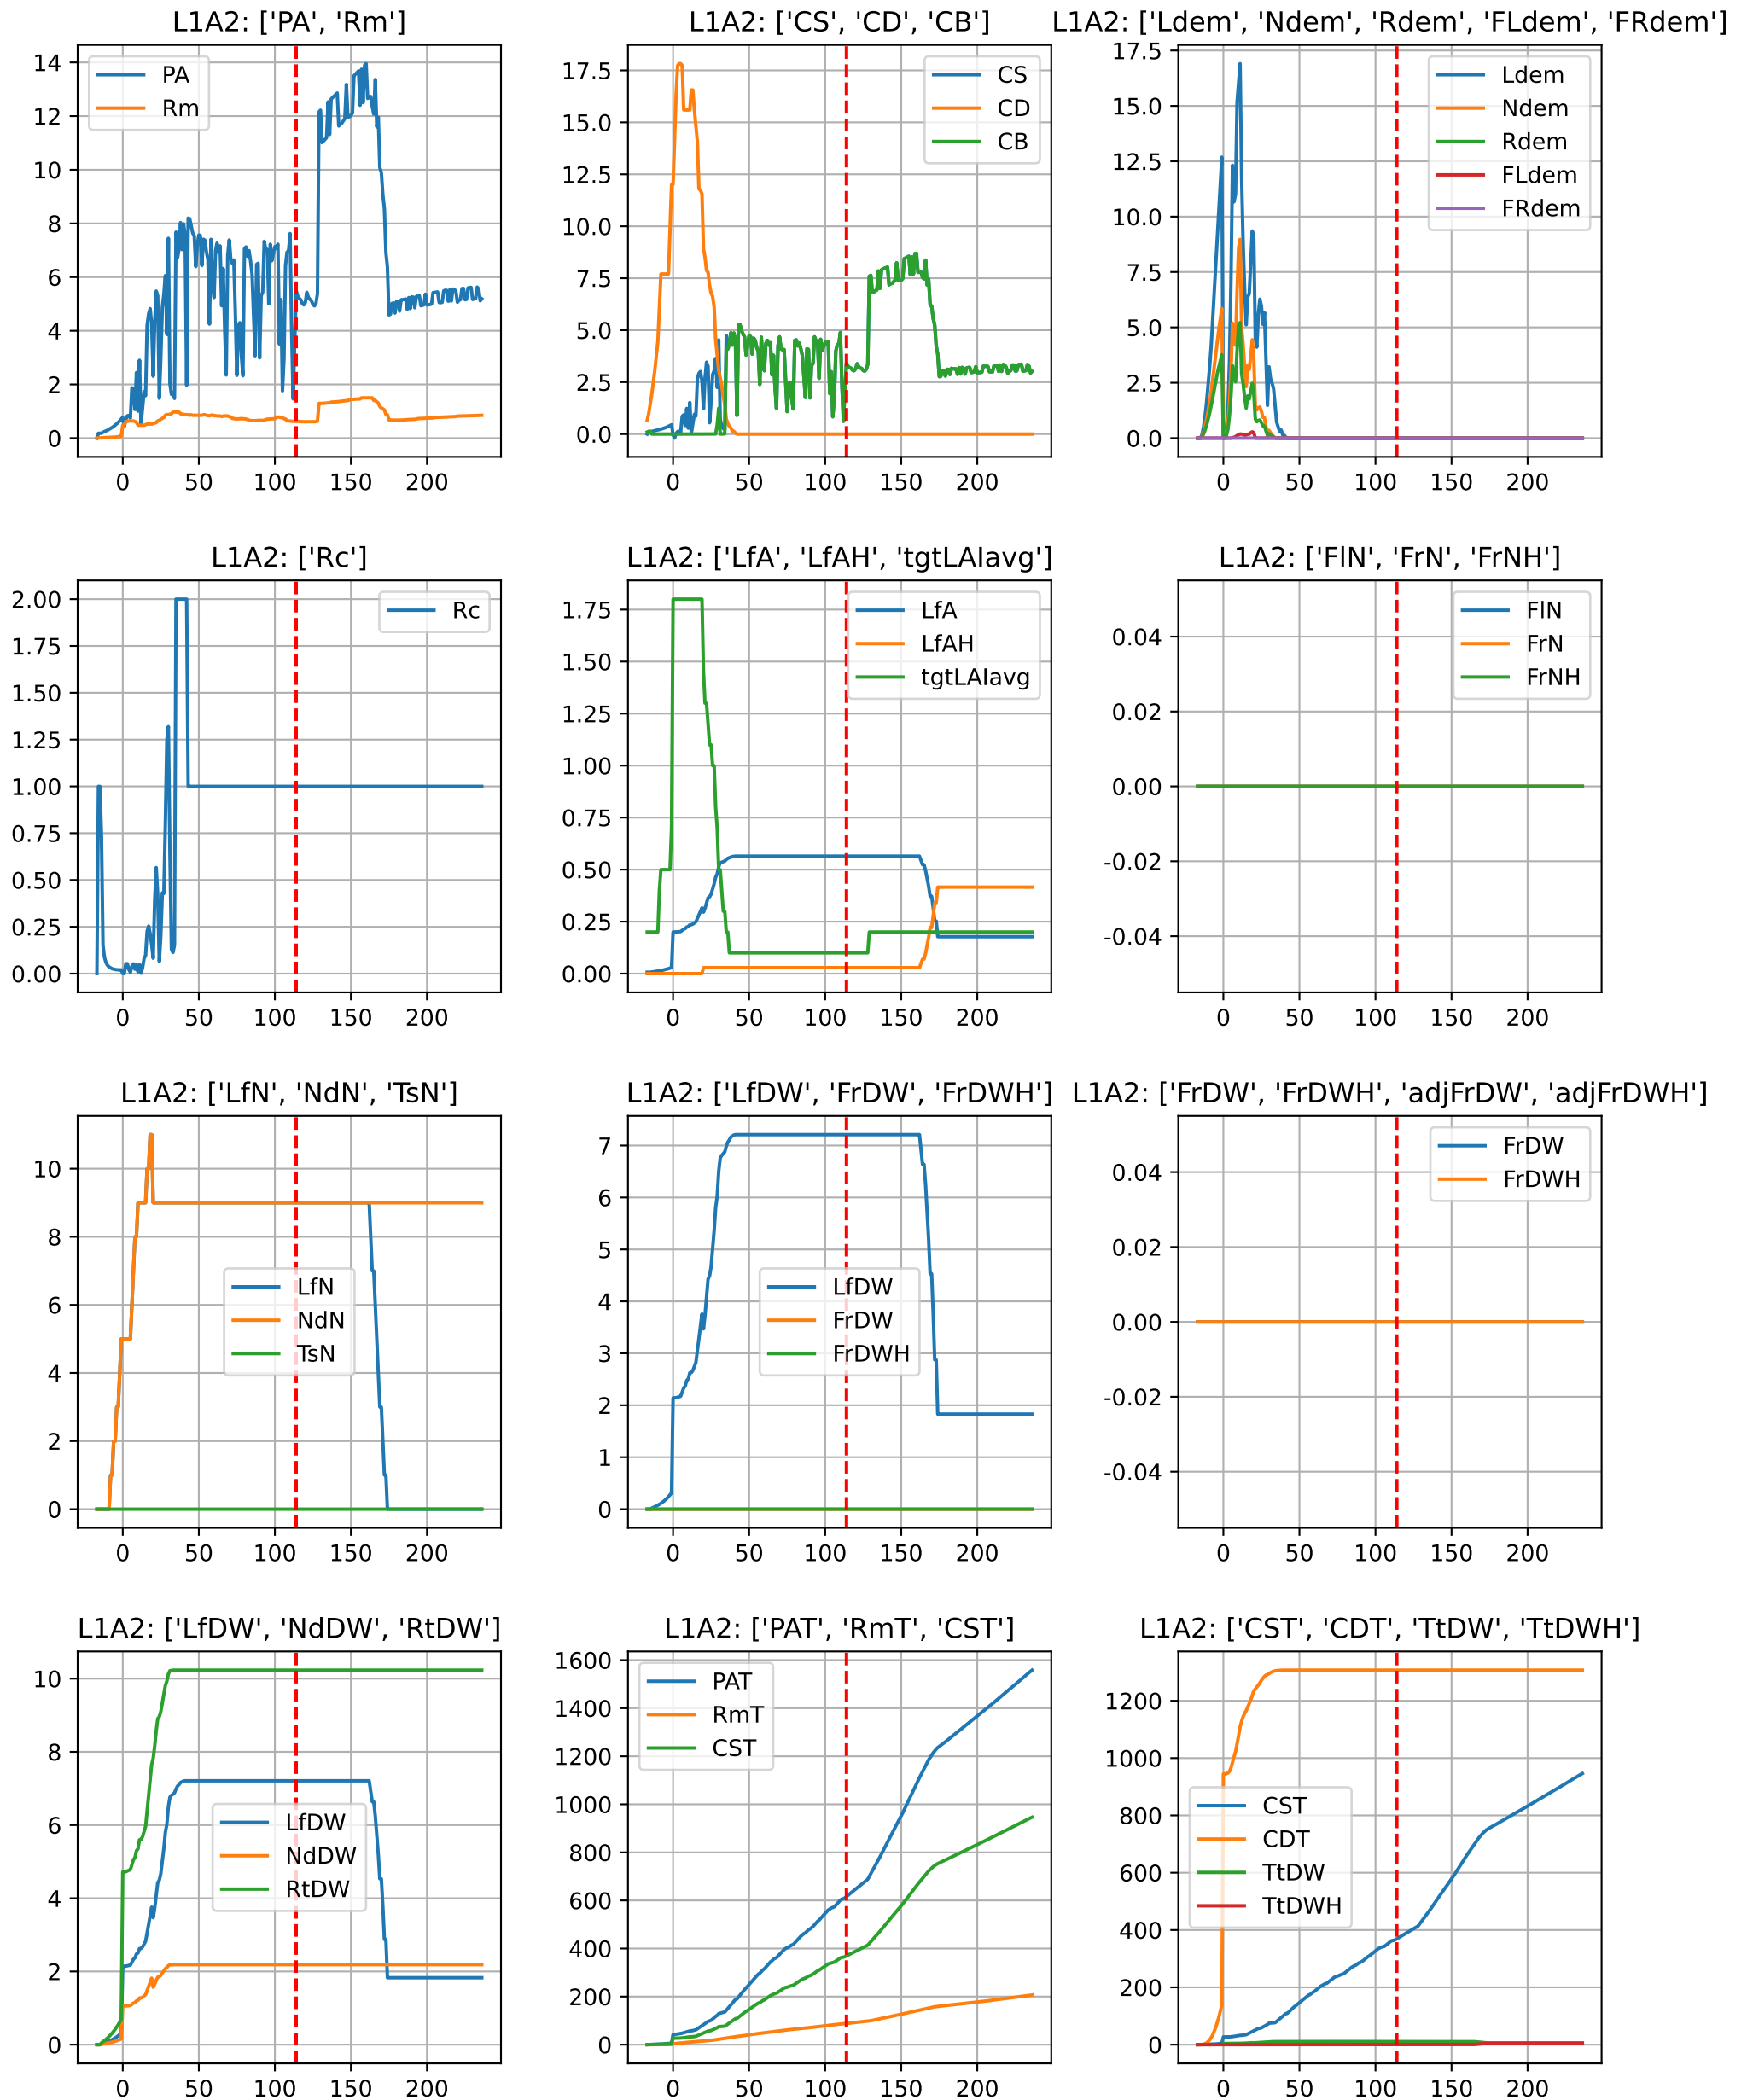 L1A2: ['PA', 'Rm']
14
12
10
8
6
4
2
0
PA
Rm
0 50 100 150 200
L1A2: ['CS', 'CD', 'CB']
17.5
15.0
12.5
10.0
7.5
5.0
2.5
0.0
CS
CD
CB
0 50 100 150 200
L1A2: ['Ldem', 'Ndem', 'Rdem', 'FLdem', 'FRdem']
17.5
15.0
12.5
10.0
7.5
5.0
2.5
0.0
Ldem
Ndem
Rdem
FLdem
FRdem
0 50 100 150 200
L1A2: ['Rc']
2.00
1.75
1.50
1.25
1.00
0.75
0.50
0.25
0.00
Rc
0 50 100 150 200
L1A2: ['LfA', 'LfAH', 'tgtLAIavg']
1.75
1.50
1.25
1.00
0.75
0.50
0.25
0.00
LfA
LfAH
tgtLAIavg
0 50 100 150 200
L1A2: ['FlN', 'FrN', 'FrNH']
0.04
0.02
0.00
-0.02
-0.04
FlN
FrN
FrNH
0 50 100 150 200
L1A2: ['LfN', 'NdN', 'TsN']
10
8
6
4
2
0
LfN
NdN
TsN
0 50 100 150 200
L1A2: ['LfDW', 'FrDW', 'FrDWH']
7
6
5
4
3
2
1
0
LfDW
FrDW
FrDWH
0 50 100 150 200
L1A2: ['FrDW', 'FrDWH', 'adjFrDW', 'adjFrDWH']
0.04
0.02
0.00
-0.02
-0.04
FrDW
FrDWH
0 50 100 150 200
L1A2: ['LfDW', 'NdDW', 'RtDW']
10
8
6
4
2
0
LfDW
NdDW
RtDW
0 50 100 150 200
L1A2: ['PAT', 'RmT', 'CST']
1600
1400
1200
1000
800
600
400
200
0
PAT
RmT
CST
0 50 100 150 200
L1A2: ['CST', 'CDT', 'TtDW', 'TtDWH']
1200
1000
800
600
400
200
0
CST
CDT
TtDW
TtDWH
0 50 100 150 200